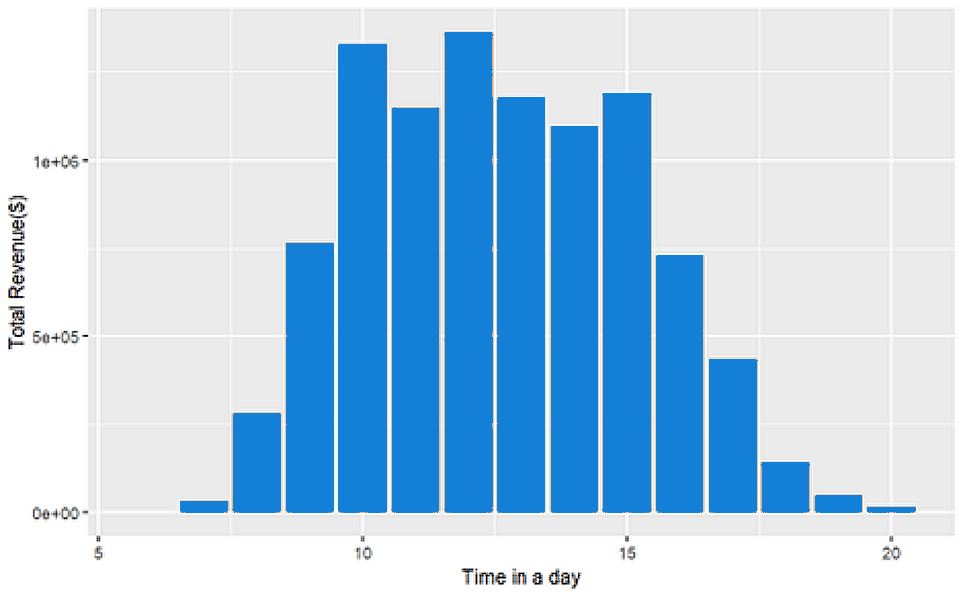 Total Revenue($)
1e+06
5e+05
0e+00
5
10
15
20
Time in a day